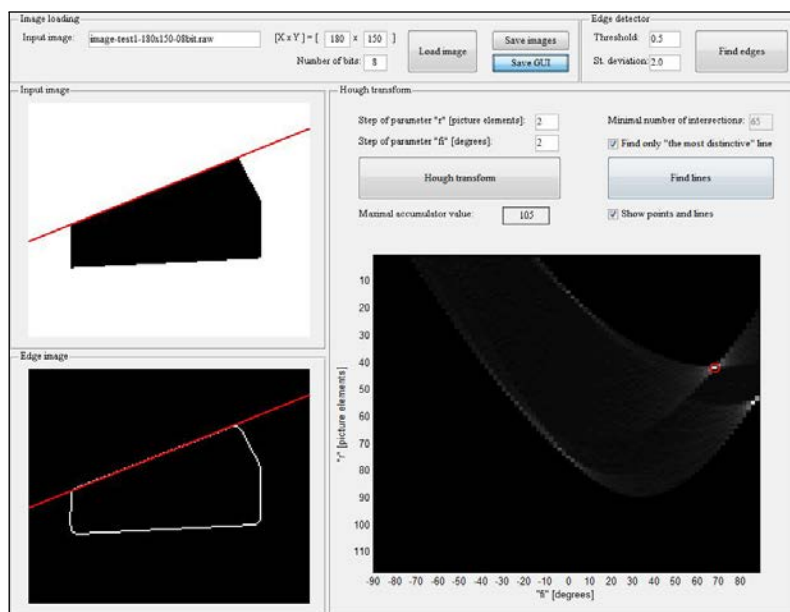 Image loading
Input image: image-test1-180x150-08bit.raw [X x Y] = [ 180 x 150 ]
Number of bits: 8
Load image
Save images
Save GUI
Edge detector
Threshold: 0.5
St. deviation: 2.0
Find edges
Input image
Edge image
Hough transform
Step of parameter "r" [picture elements]: 2
Step of parameter "fi" [degrees]: 2
Hough transform
Maximal accumulator value: 105
Minimal number of intersections: 65
Find only "the most distinctive" line
Find lines
Show points and lines
"r" [picture elements]
10
20
30
40
50
60
70
80
90
100
110
-90 -80 -70 -60 -50 -40 -30 -20 -10 0 10 20 30 40 50 60 70 80
"fi" [degrees]